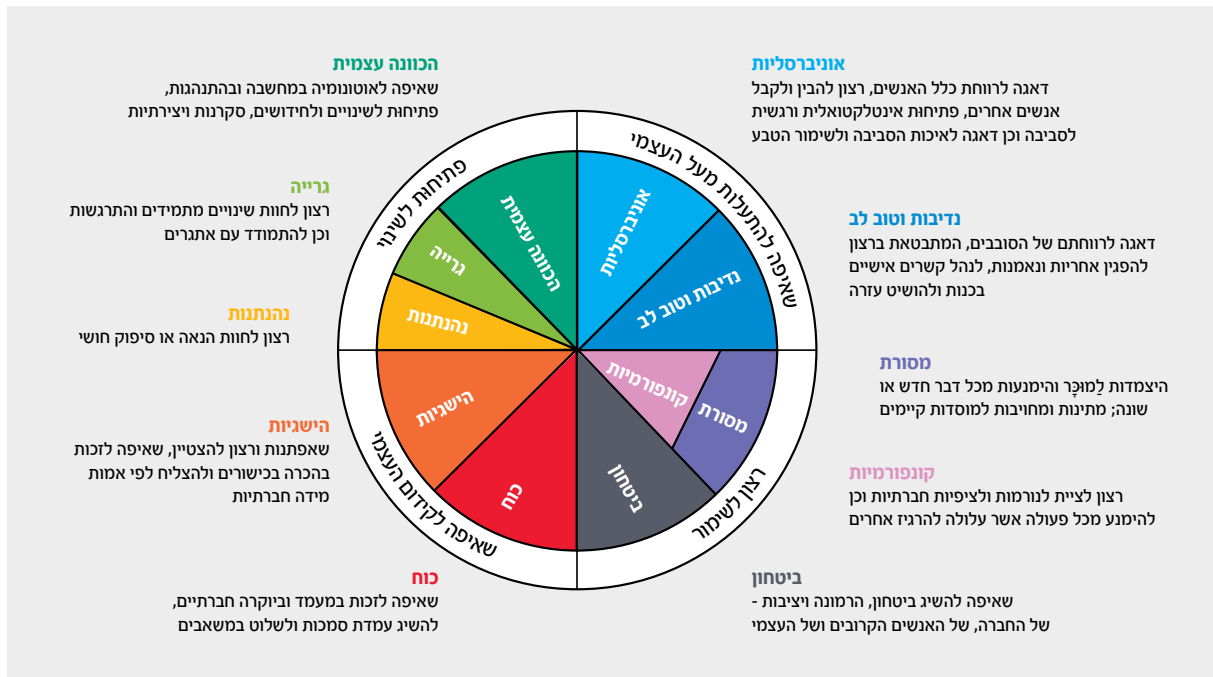 אוניברסליות
דאגה לרווחת כלל האנשים, רצון להבין ולקבל
אנשים אחרים, פתיחוּת אינטלקטואלית ורגשית
לסביבה וכן דאגה לאיכות הסביבה ולשימור הטבע
נדיבות וטוב לב
דאגה לרווחתם של הסובבים, המתבטאת ברצון
להפגין אחריות ונאמנות, לנהל קשרים אישיים
בכנות ולהושיט עזרה
מסורת
היצמדות לַמוּכָּר והימנעות מכל דבר חדש או
שונה; מתינות ומחויבות למוסדות קיימים
קונפורמיות
רצון לציית לנורמות ולציפיות חברתיות וכן
להימנע מכל פעולה אשר עלולה להרגיז אחרים
ביטחון
שאיפה להשיג ביטחון, הרמונה ויציבות -
של החברה, של האנשים הקרובים ושל העצמי
הכוונה עצמית
שאיפה לאוטונומיה במחשבה ובהתנהגות,
פתיחוּת לשינויים ולחידושים, סקרנות ויצירתיות
גרייה
רצון לחוות שינויים מתמידים והתרגשות
וכן להתמודד עם אתגרים
נהנתנות
רצון לחוות הנאה או סיפוק חושי
הישגיות
שאפתנות ורצון להצטיין, שאיפה לזכות
בהכרה בכישורים ולהצליח לפי אמות
מידה חברתיות
כוח
שאיפה לזכות במעמד וביוקרה חברתיים,
להשיג עמדת סמכות ולשלוט במשאבים
שאיפה להתעלות מעל העצמי
אוניברסליות
נדיבות וטוב לב
רצון לשימור
מסורת
קונפורמיות
ביטחון
שאיפה לקידום העצמי
כוח
הישגיות
פתיחוּת לשינוי
נהנתנות
גרייה
הכוונה עצמית